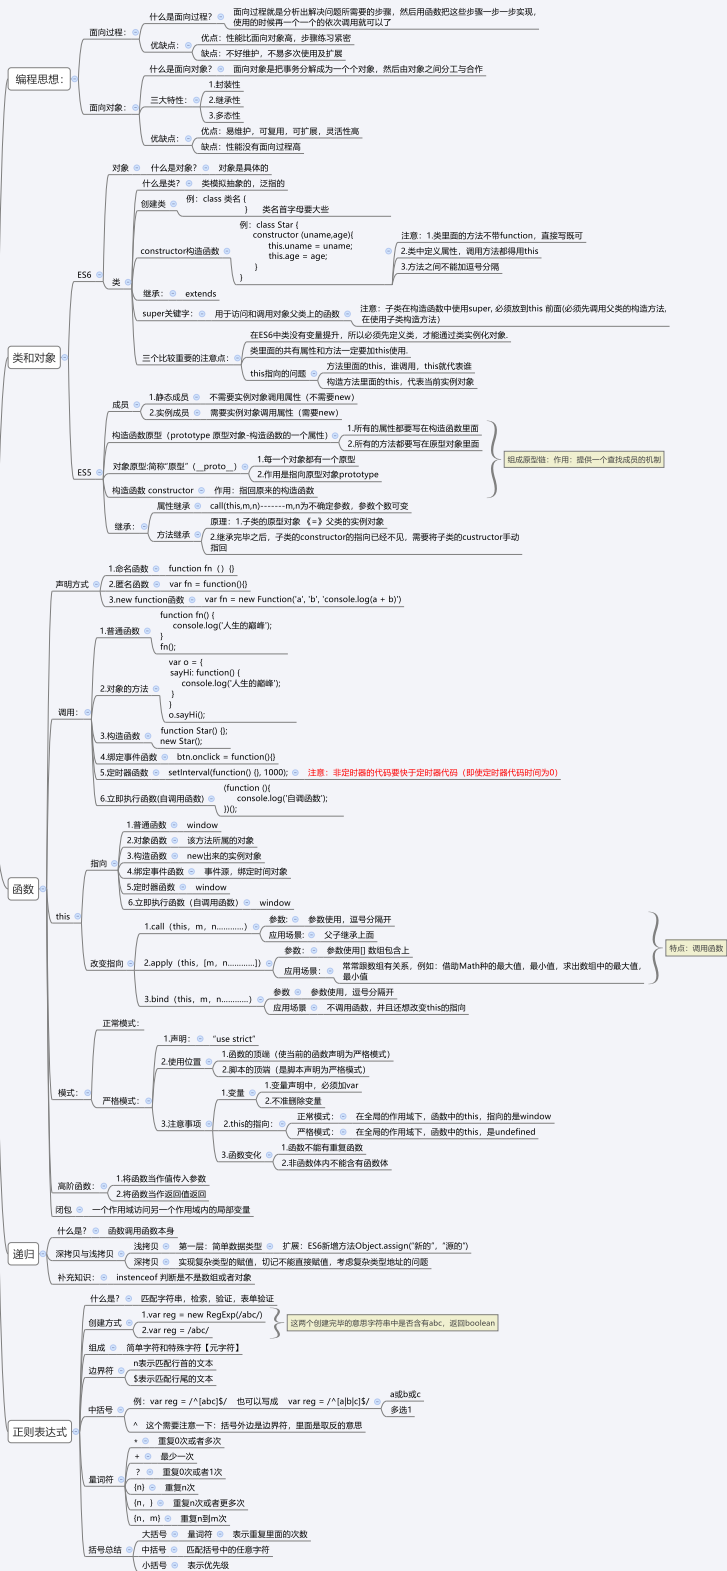 编程思想：
面向过程：
什么是面向过程？
面向过程就是分析出解决问题所需要的步骤，然后用函数把这些步骤一步一步实现，
使用的时候再一个一个的依次调用就可以了
优缺点：
优点：性能比面向对象高，步骤练习紧密
缺点：不好维护，不易多次使用及扩展
面向对象：
什么是面向对象？
面向对象是把事务分解成为一个个对象，然后由对象之间分工与合作
三大特性：
1.封装性
2.继承性
3.多态性
优缺点：
优点：易维护，可复用，可扩展，灵活性高
缺点：性能没有面向过程高
类和对象
ES6
对象
什么是对象？
对象是具体的
类
什么是类？
类模拟抽象的，泛指的
创建类
例：class 类名 {
} 类名首字母要大些
constructor构造函数
例：class Star {
constructor (uname,age){
this.uname = uname;
this.age = age;
}
}
注意：1.类里面的方法不带function，直接写既可
2.类中定义属性，调用方法都得用this
3.方法之间不能加逗号分隔
继承：
extends
super关键字：
用于访问和调用对象父类上的函数
注意：子类在构造函数中使用super, 必须放到this 前面(必须先调用父类的构造方法,
在使用子类构造方法)
三个比较重要的注意点：
在ES6中类没有变量提升，所以必须先定义类，才能通过类实例化对象.
类里面的共有属性和方法一定要加this使用.
this指向的问题
方法里面的this，谁调用，this就代表谁
构造方法里面的this，代表当前实例对象
ES5
成员
1.静态成员
不需要实例对象调用属性（不需要new）
2.实例成员
需要实例对象调用属性（需要new）
构造函数原型（prototype 原型对象-构造函数的一个属性）
1.所有的属性都要写在构造函数里面
2.所有的方法都要写在原型对象里面
对象原型:简称"原型"（__proto__）
1.每一个对象都有一个原型
2.作用是指向原型对象prototype
构造函数 constructor
作用：指回原来的构造函数
组成原型链：作用：提供一个查找成员的机制
继承：
属性继承
call(this,m,n)-------m,n为不确定参数，参数个数可变
方法继承
原理：1.子类的原型对象 《=》父类的实例对象
2.继承完毕之后，子类的constructor的指向已经不见，需要将子类的custructor手动
指回
函数
声明方式
1.命名函数
function fn（）{}
2.匿名函数
var fn = function(){}
3.new function函数
var fn = new Function('a', 'b', 'console.log(a + b)')
调用：
1.普通函数
function fn() {
console.log('人生的巅峰');
}
fn();
2.对象的方法
var o = {
sayHi: function() {
console.log('人生的巅峰');
}
}
o.sayHi();
3.构造函数
function Star() {};
new Star();
4.绑定事件函数
btn.onclick = function(){}
5.定时器函数
setInterval(function() {}, 1000);
注意：非定时器的代码要快于定时器代码（即使定时器代码时间为0）
6.立即执行函数(自调用函数)
(function (){
console.log('自调函数');
})();
this
指向
1.普通函数
window
2.对象函数
该方法所属的对象
3.构造函数
new出来的实例对象
4.绑定事件函数
事件源，绑定时间对象
5.定时器函数
window
6.立即执行函数（自调用函数）
window
改变指向
1.call（this，m，n…………）
参数:
参数使用，逗号分隔开
应用场景:
父子继承上面
2.apply（this，[m，n…………]）
参数：
参数使用[] 数组包含上
应用场景：
常常跟数组有关系，例如：借助Math种的最大值，最小值，求出数组中的最大值，
最小值
3.bind（this，m，n…………）
参数
参数使用，逗号分隔开
应用场景
不调用函数，并且还想改变this的指向
特点：调用函数
模式：
正常模式：
严格模式：
1.声明：
"use strict"
2.使用位置
1.函数的顶端（使当前的函数声明为严格模式）
2.脚本的顶端（是脚本声明为严格模式）
3.注意事项
1.变量
1.变量声明中，必须加var
2.不准删除变量
2.this的指向：
正常模式：
在全局的作用域下，函数中的this，指向的是window
严格模式：
在全局的作用域下，函数中的this，是undefined
3.函数变化
1.函数不能有重复函数
2.非函数体内不能含有函数体
高阶函数：
1.将函数当作值传入参数
2.将函数当作返回值返回
闭包
一个作用域访问另一个作用域内的局部变量
递归
什么是？
函数调用函数本身
深拷贝与浅拷贝
浅拷贝
第一层：简单数据类型
扩展：ES6新增方法Object.assign("新的"，"源的")
深拷贝
实现复杂类型的赋值，切记不能直接赋值，考虑复杂类型地址的问题
补充知识：
instenceof 判断是不是数组或者对象
正则表达式
什么是？
匹配字符串，检索，验证，表单验证
创建方式
1.var reg = new RegExp(/abc/)
2.var reg = /abc/
这两个创建完毕的意思字符串中是否含有abc，返回boolean
组成
简单字符和特殊字符【元字符】
边界符
n表示匹配行首的文本
$表示匹配行尾的文本
中括号
例：var reg = /^[abc]$/ 也可以写成 var reg = /^[a|b|c]$/
a或b或c
多选1
^ 这个需要注意一下：括号外边是边界符，里面是取反的意思
量词符
*
重复0次或者多次
+
最少一次
?
重复0次或者1次
{n}
重复n次
{n，}
重复n次或者更多次
{n，m}
重复n到m次
括号总结
大括号
量词符
表示重复里面的次数
中括号
匹配括号中的任意字符
小括号
表示优先级